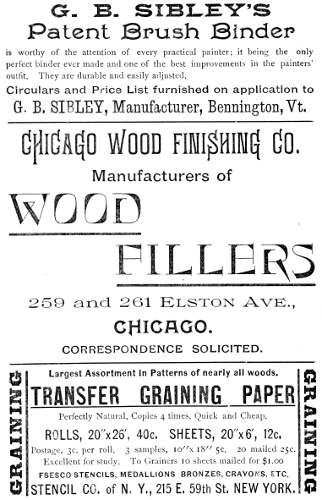 G. B. SIBLEY'S
Patent Brush Binder
is worthy of the attention of every practical painter; it being the only
perfect binder ever made and one of the best improvements in the painters'
outfit. They are durable and easily adjusted.
Circulars and Price List furnished on application to
G. B. SIBLEY, Manufacturer, Bennington, Vt.
CHICAGO WOOD FINISHING CO.
Manufacturers of
WOOD
FILLERS
259 and 261 ELSTON AVE.,
CHICAGO.
CORRESPONDENCE SOLICITED.
GRAINING
Largest Assortment in Patterns of nearly all woods.
TRANSFER GRAINING PAPER
Perfectly Natural, Copies 4 times, Quick and Cheap.
ROLLS, 20"x26', 40c. SHEETS, 20"x6', 12c.
Postage, 3c. per roll. 3 samples, 10"x18" 5c. 20 mailed 25c.
Excellent for study. To Grainers 10 sheets mailed for $1.00
FSESCO STENCILS, MEDALLIONS BRONZES, CRAYONS, ETC.
STENCIL CO. of N. Y., 215 E. 59th St. NEW YORK.
GRAINING